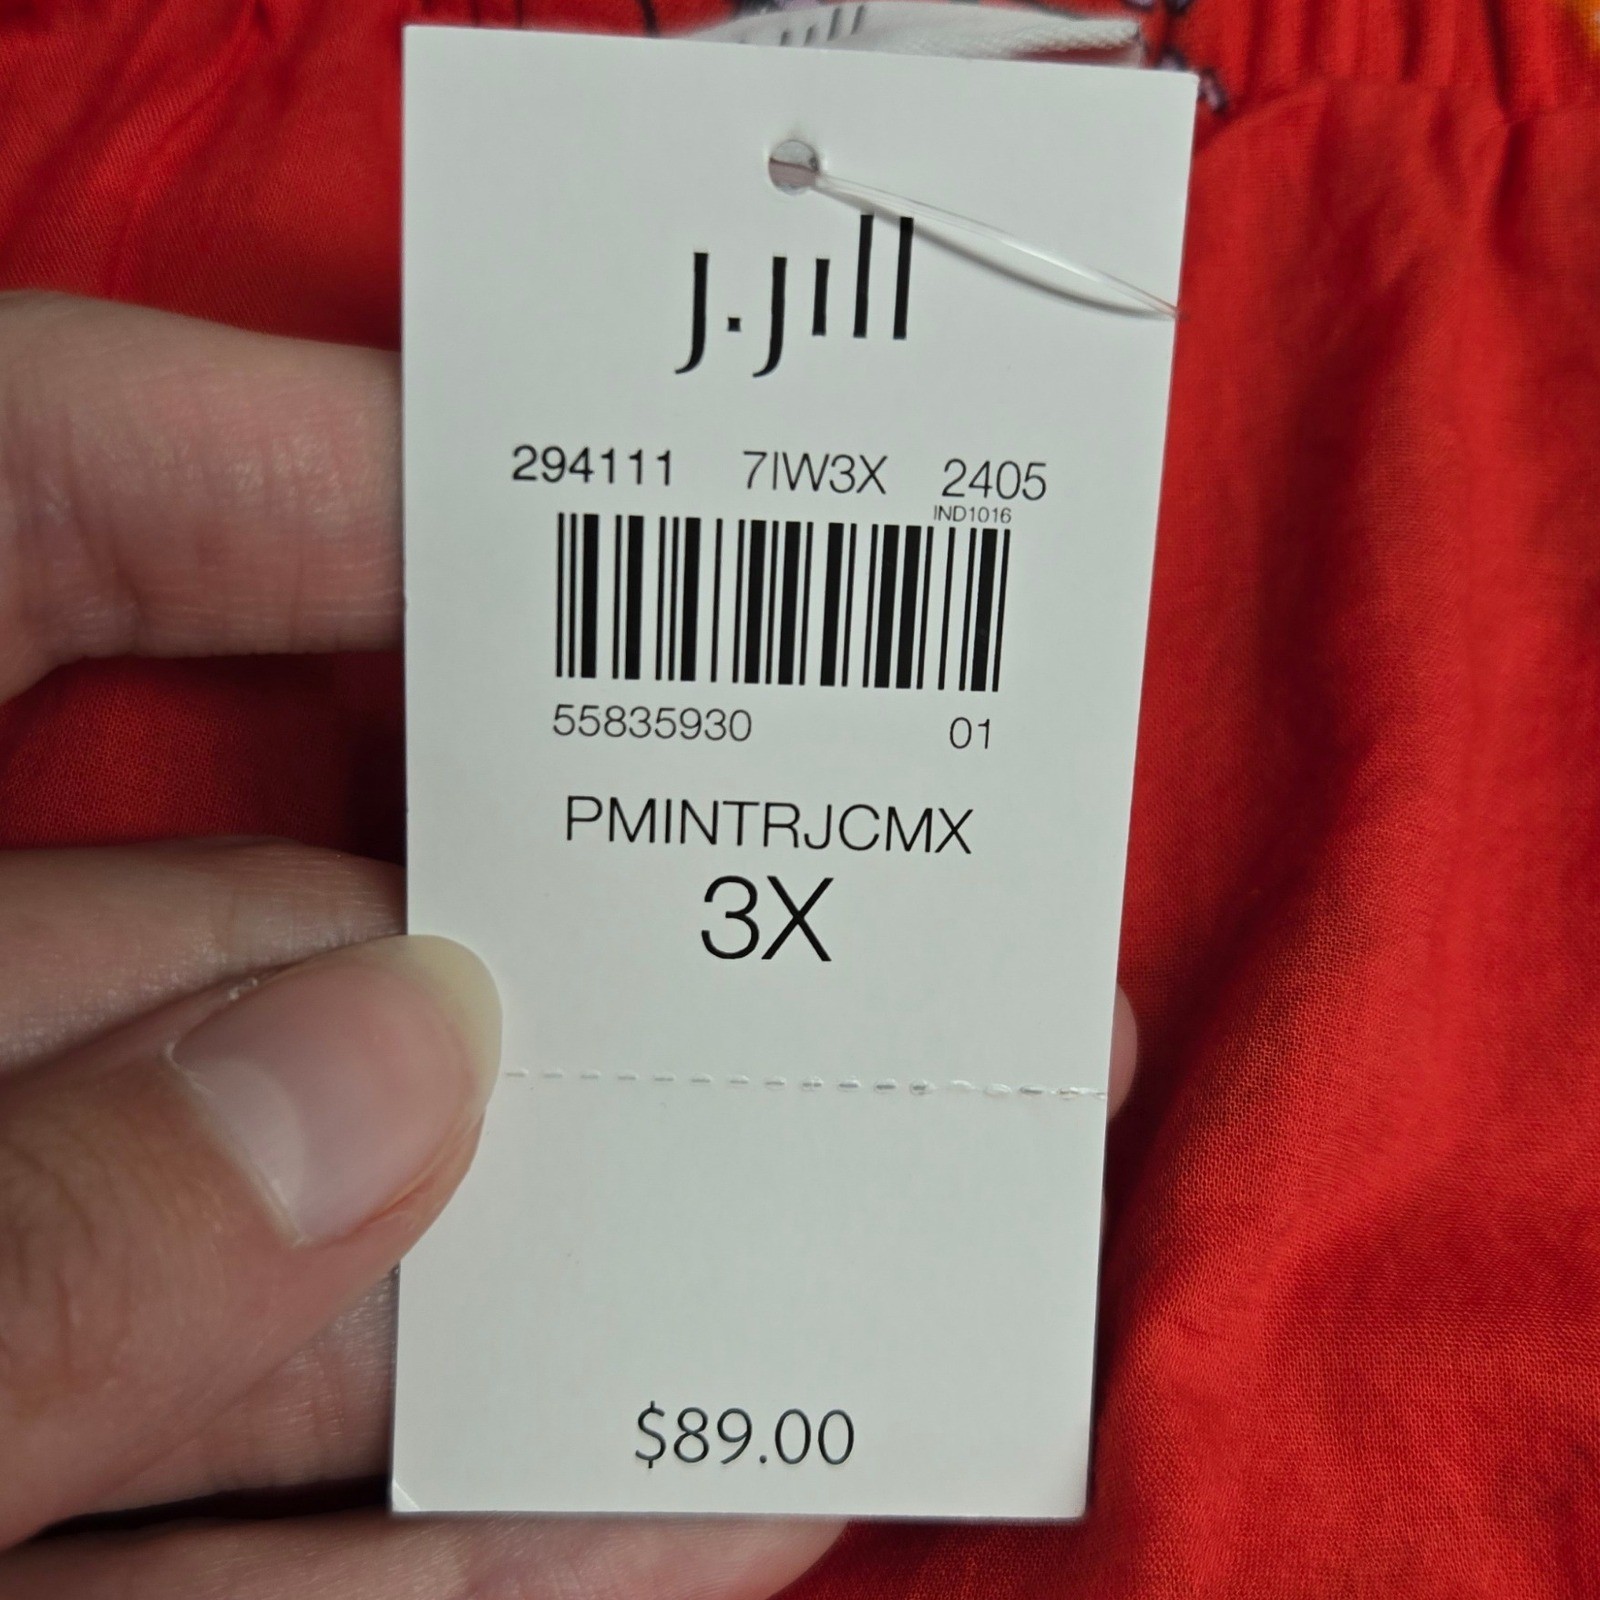 J.Jill
294111 7IW3X 2405
IND1016
55835930 01
PMINTRJCMX
3X
$89.00